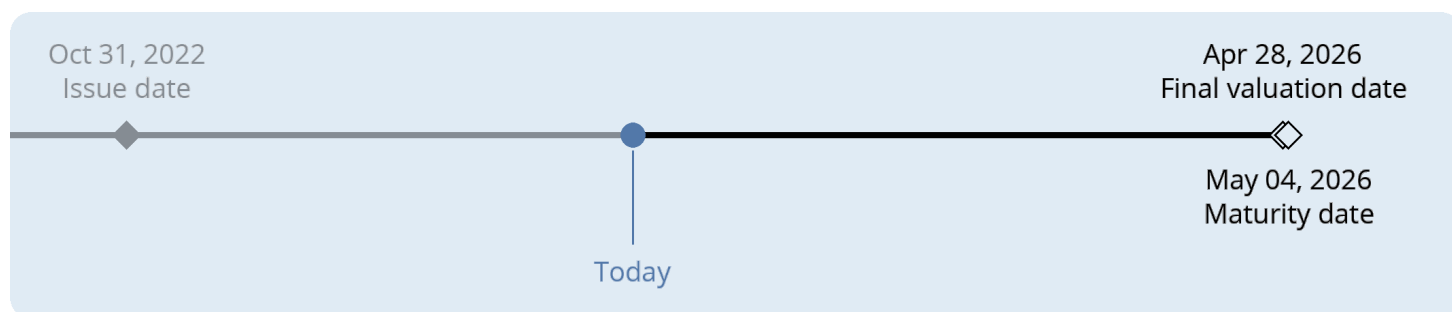 Oct 31, 2022
Issue date
Apr 28, 2026
Final valuation date
May 04, 2026
Maturity date
Today